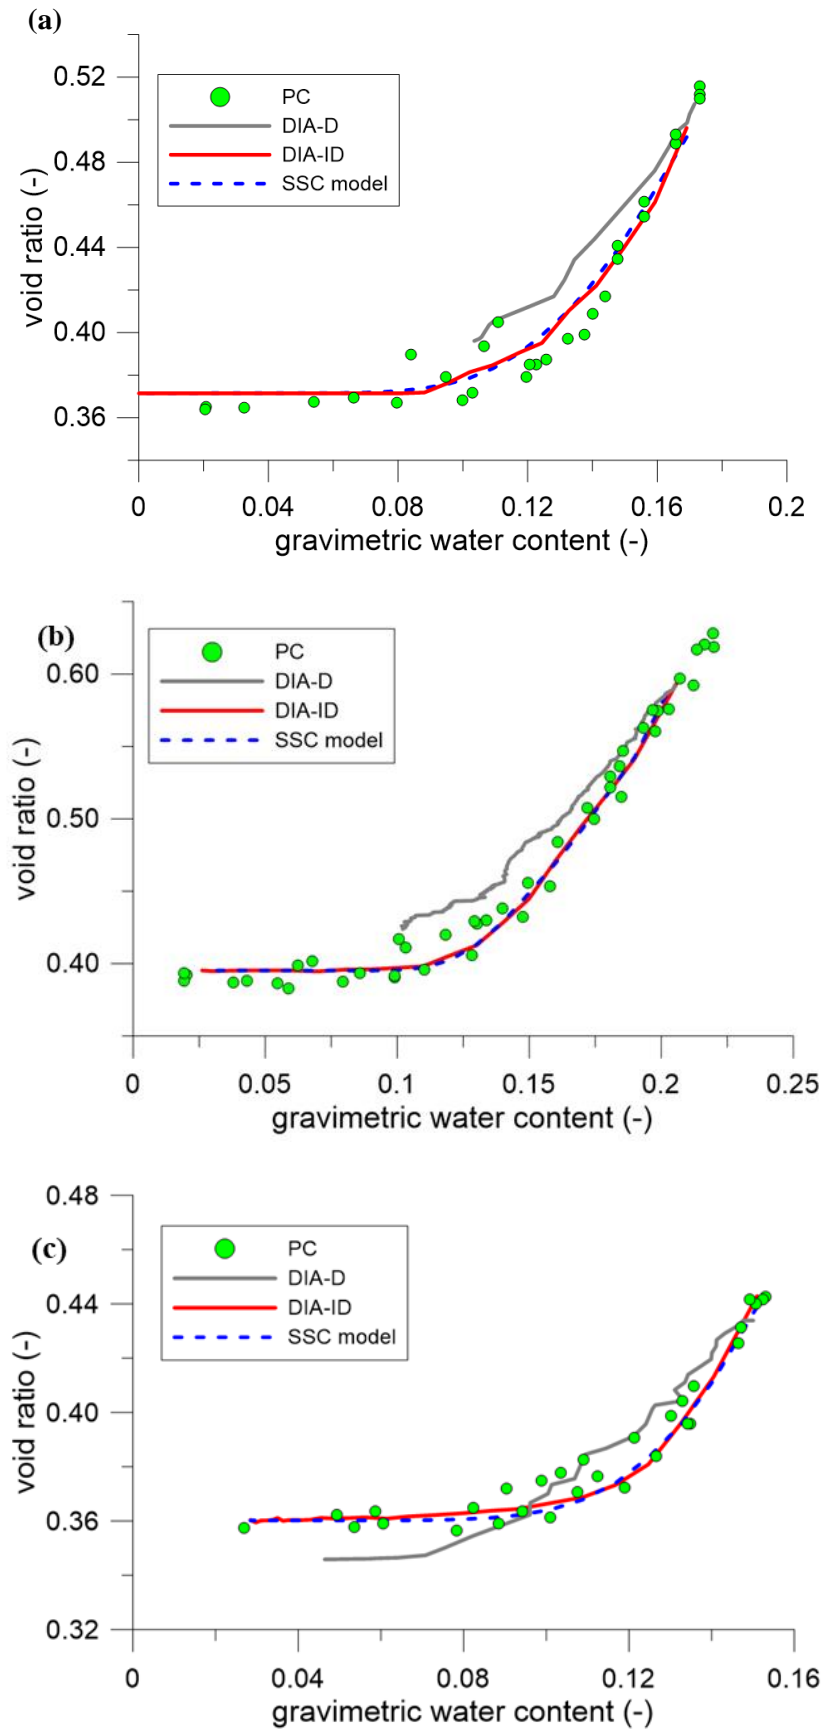 (a)
0.52
0.48
0.44
0.40
0.36
void ratio (-)
PC
DIA-D
DIA-ID
SSC model
0 0.04 0.08 0.12 0.16 0.2
gravimetric water content (-)
(b)
0.60
0.50
0.40
void ratio (-)
PC
DIA-D
DIA-ID
SSC model
0 0.05 0.1 0.15 0.2 0.25
gravimetric water content (-)
(c)
0.48
0.44
0.40
0.36
0.32
void ratio (-)
PC
DIA-D
DIA-ID
SSC model
0 0.04 0.08 0.12 0.16
gravimetric water content (-)